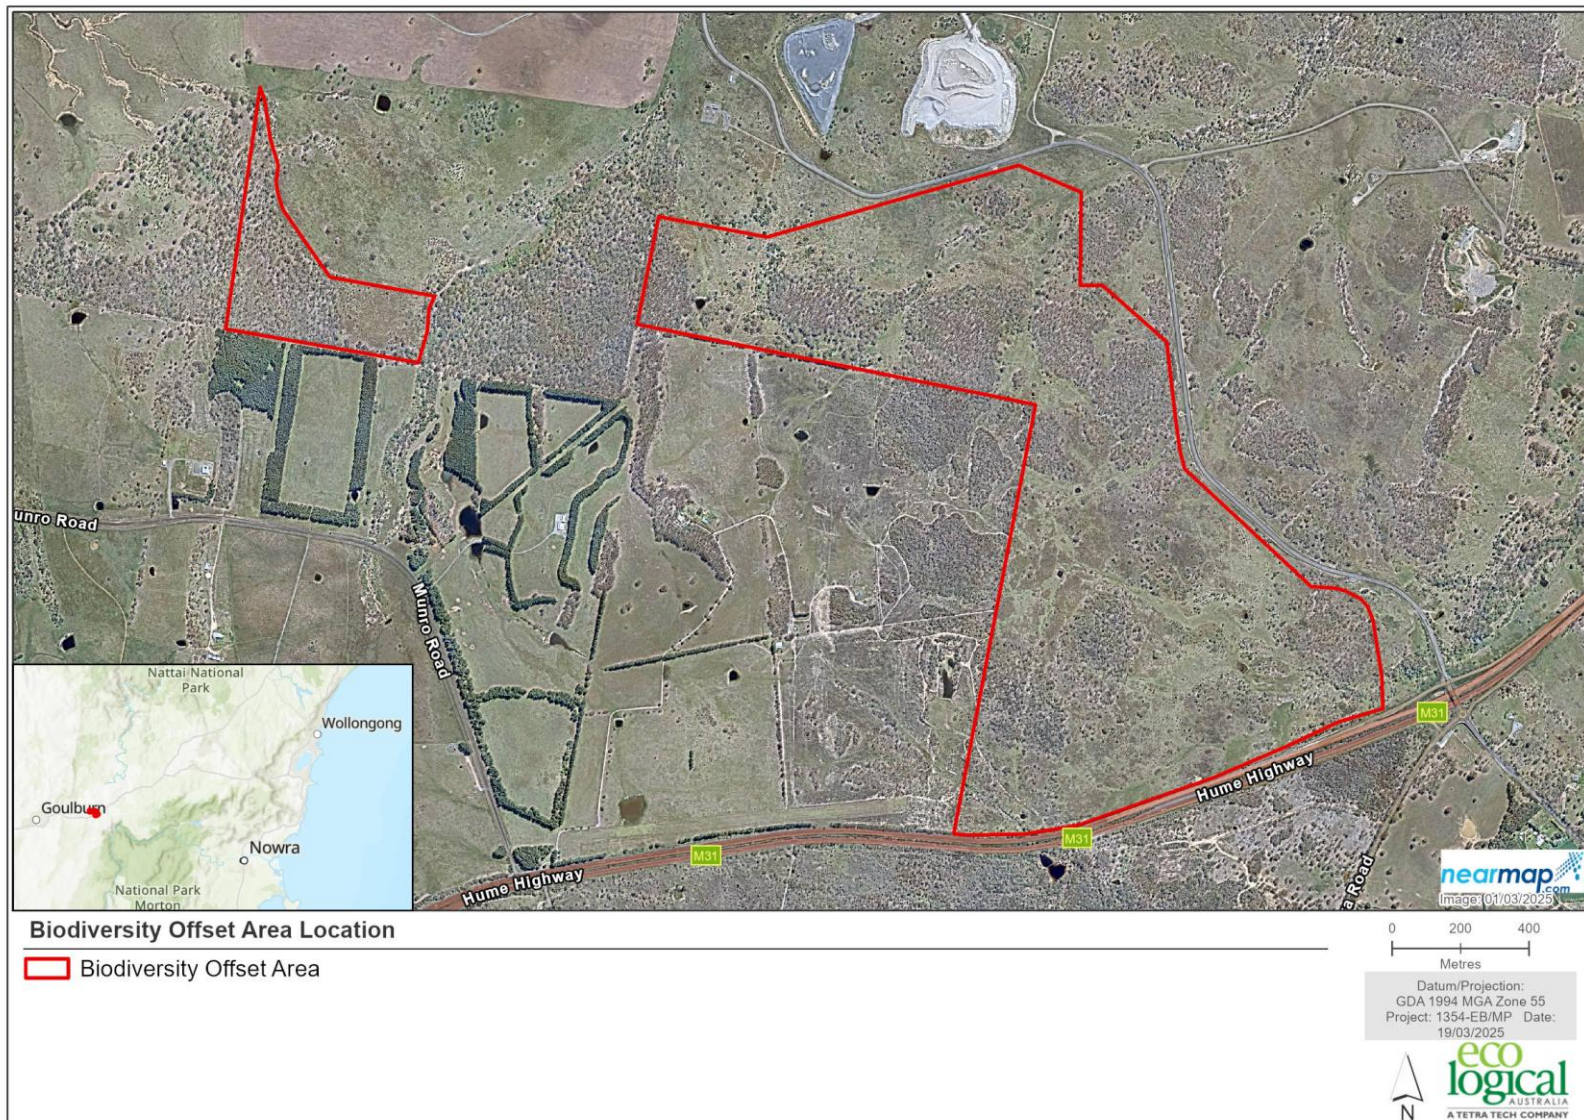 unro Road
Munro Road
Nattai National
Park
Wollongong
Goulburn
Nowra
National Park
Morton
M31
Hume Highway
M31
M31
Hume Highway
a Road
nearmap
.com
Image: 01/03/2025
Biodiversity Offset Area Location
Biodiversity Offset Area
0 200 400
Metres
Datum/Projection:
GDA 1994 MGA Zone 55
Project: 1354-EB/MP Date:
19/03/2025
N
eco
logical
AUSTRALIA
A TETRA TECH COMPANY